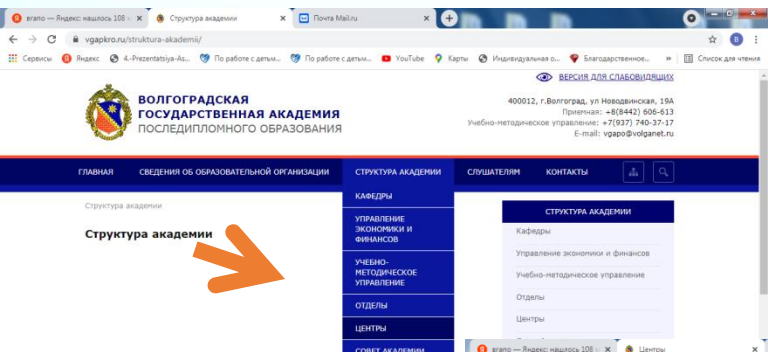 вгапо — Яндекс: нашлось 108
Структура академии
Почта Mail.ru
vgapkro.ru/struktura-akademii/
Сервисы
Яндекс
4.-Prezentatsiya-As...
По работе с детьм...
По работе с детьм...
YouTube
Карты
Индивидуальная о...
Благодарственное...
»
Список для чтения
ВЕРСИЯ ДЛЯ СЛАБОВИДЯЩИХ
ВОЛГОГРАДСКАЯ
ГОСУДАРСТВЕННАЯ АКАДЕМИЯ
ПОСЛЕДИПЛОМНОГО ОБРАЗОВАНИЯ
400012, г.Волгоград, ул Новодвинская, 19А
Приемная: +8(8442) 606-613
Учебно-методическое управление: +7(937) 740-37-17
E-mail: vgapo@volganet.ru
ГЛАВНАЯ
СВЕДЕНИЯ ОБ ОБРАЗОВАТЕЛЬНОЙ ОРГАНИЗАЦИИ
СТРУКТУРА АКАДЕМИИ
СЛУШАТЕЛЯМ
КОНТАКТЫ
Структура академии
Структура академии
КАФЕДРЫ
УПРАВЛЕНИЕ
ЭКОНОМИКИ И
ФИНАНСОВ
УЧЕБНО-
МЕТОДИЧЕСКОЕ
УПРАВЛЕНИЕ
ОТДЕЛЫ
ЦЕНТРЫ
СОВЕТ АКАДЕМИИ
СТРУКТУРА АКАДЕМИИ
Кафедры
Управление экономики и финансов
Учебно-методическое управление
Отделы
Центры
вгапо — Яндекс: нашлось 108
Центры